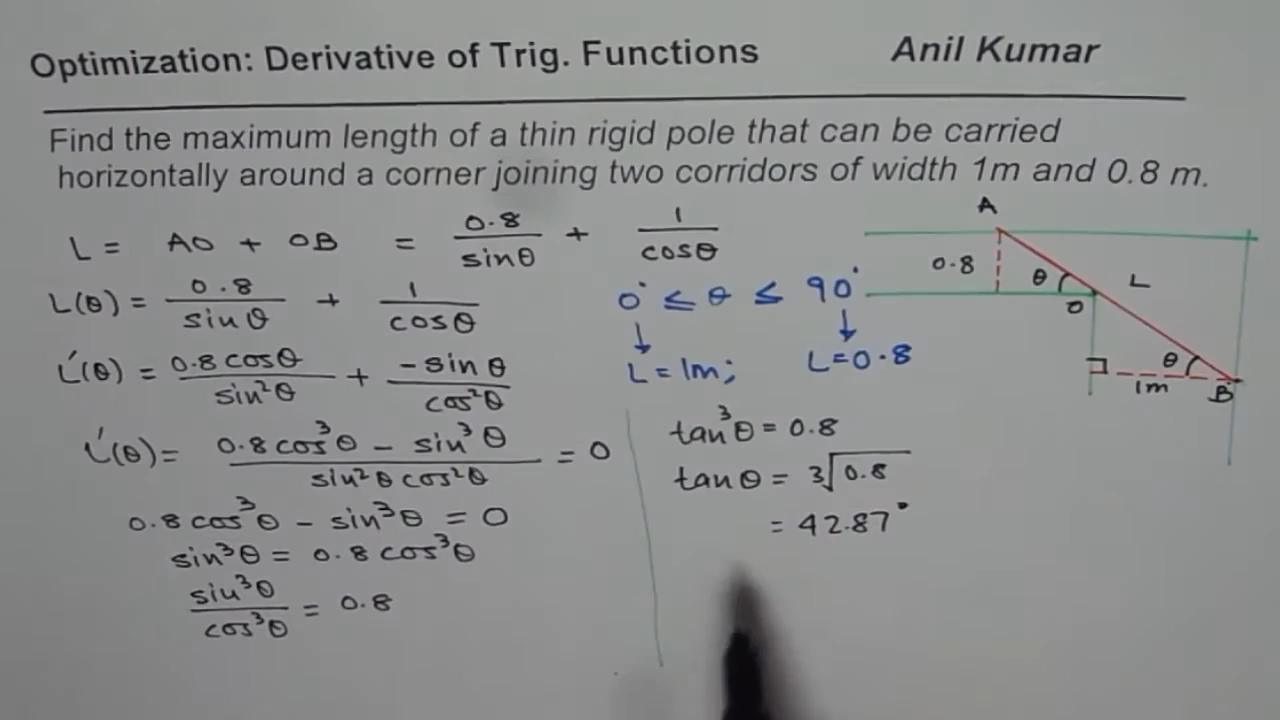 Optimization: Derivative of Trig. Functions Anil Kumar
Find the maximum length of a thin rigid pole that can be carried
horizontally around a corner joining two corridors of width 1m and 0.8 m.
L = AO + OB = 0.8/sinθ + 1/cosθ
L(θ) = 0.8/sinθ + 1/cosθ
L'(θ) = 0.8cosθ/sin²θ + -sinθ/cos²θ
L'(θ) = (0.8cos³θ - sin³θ)/(sin²θ cos²θ) = 0
0.8cos³θ - sin³θ = 0
sin³θ = 0.8cos³θ
sin³θ/cos³θ = 0.8
0° ≤ θ ≤ 90°
↓ ↓
L = 1m; L = 0.8
tan³θ = 0.8
tanθ = 3√0.8
= 42.87°
A
0.8 θ L
O
θ
1m B